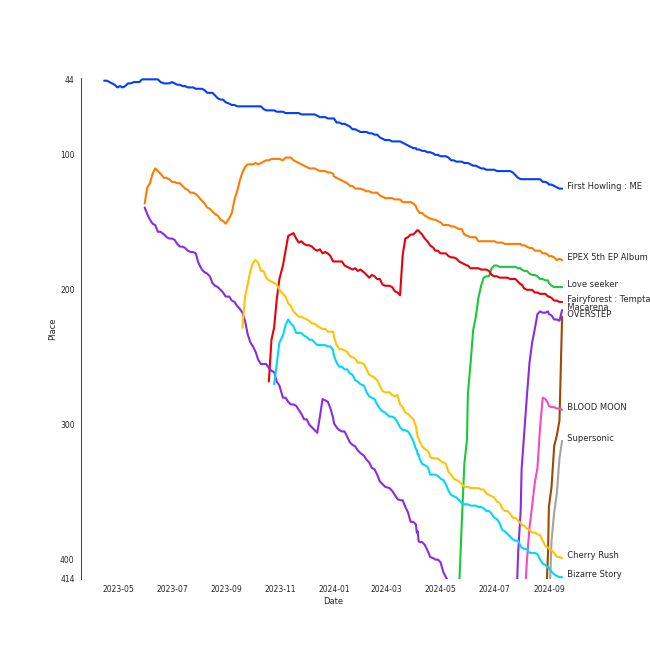 44
100
200
300
400
414
Place
2023-05
2023-07
2023-09
2023-11
2024-01
2024-03
2024-05
2024-07
2024-09
Date
First Howling : ME
EPEX 5th EP Album
Love seeker
Fairyforest : Tempta
Macarena
OVERSTEP
BLOOD MOON
Supersonic
Cherry Rush
Bizarre Story